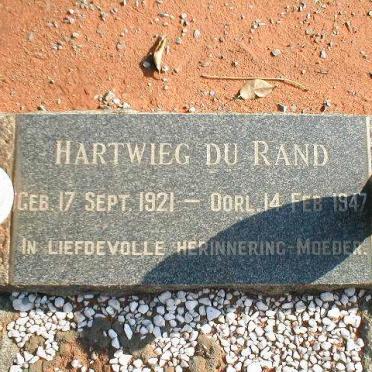 HARTWIEG DU RAND
GEB. 17 SEPT. 1921 — OORL. 14 FEB. 1947
IN LIEFDEVOLLE HERINNERING - MOEDER.